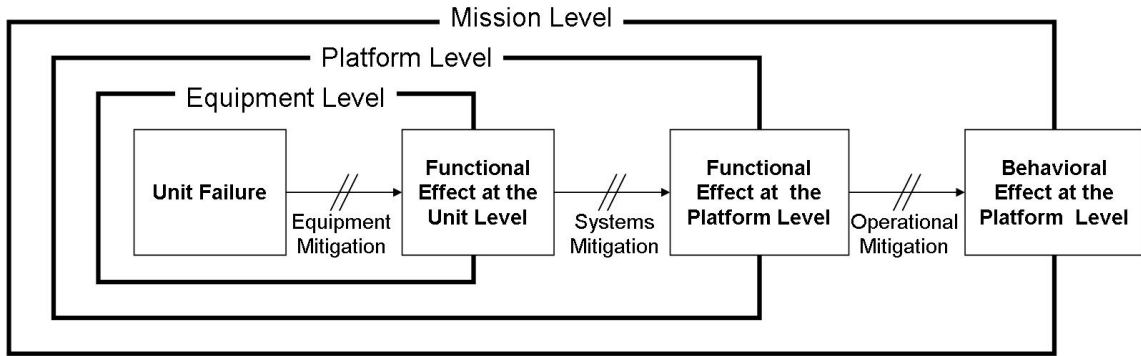 Mission Level
Platform Level
Equipment Level
Unit Failure
Equipment
Mitigation
Functional
Effect at the
Unit Level
Systems
Mitigation
Functional
Effect at the
Platform Level
Operational
Mitigation
Behavioral
Effect at the
Platform Level